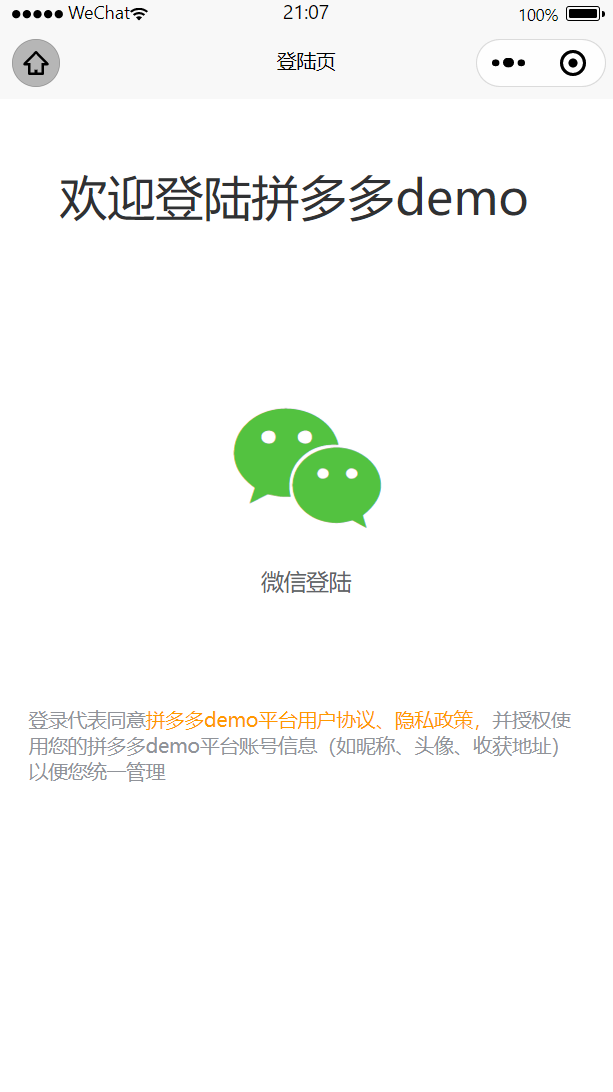 WeChat 21:07 100%
登陆页
欢迎登陆拼多多demo
微信登陆
登录代表同意拼多多demo平台用户协议、隐私政策，并授权使
用您的拼多多demo平台账号信息（如昵称、头像、收获地址）
以便您统一管理